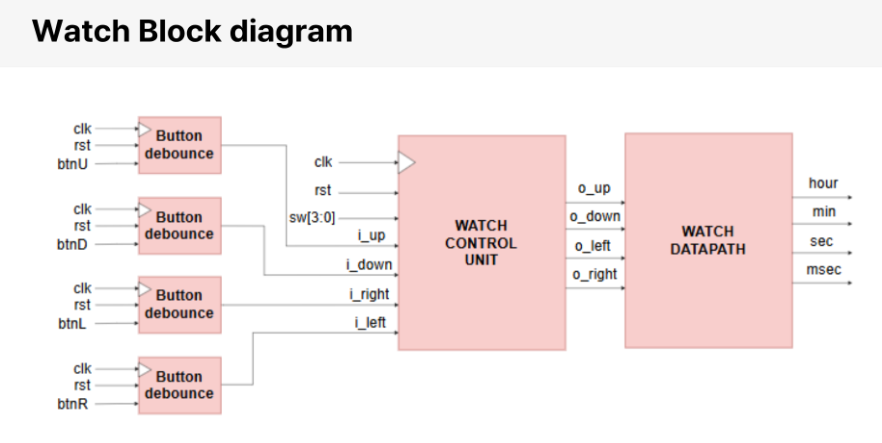 Watch Block diagram
clk
rst
btnU
Button
debounce
clk
rst
btnD
Button
debounce
clk
rst
btnL
Button
debounce
clk
rst
btnR
Button
debounce
clk
rst
sw[3:0]
i_up
i_down
i_right
i_left
WATCH
CONTROL
UNIT
o_up
o_down
o_left
o_right
WATCH
DATAPATH
hour
min
sec
msec